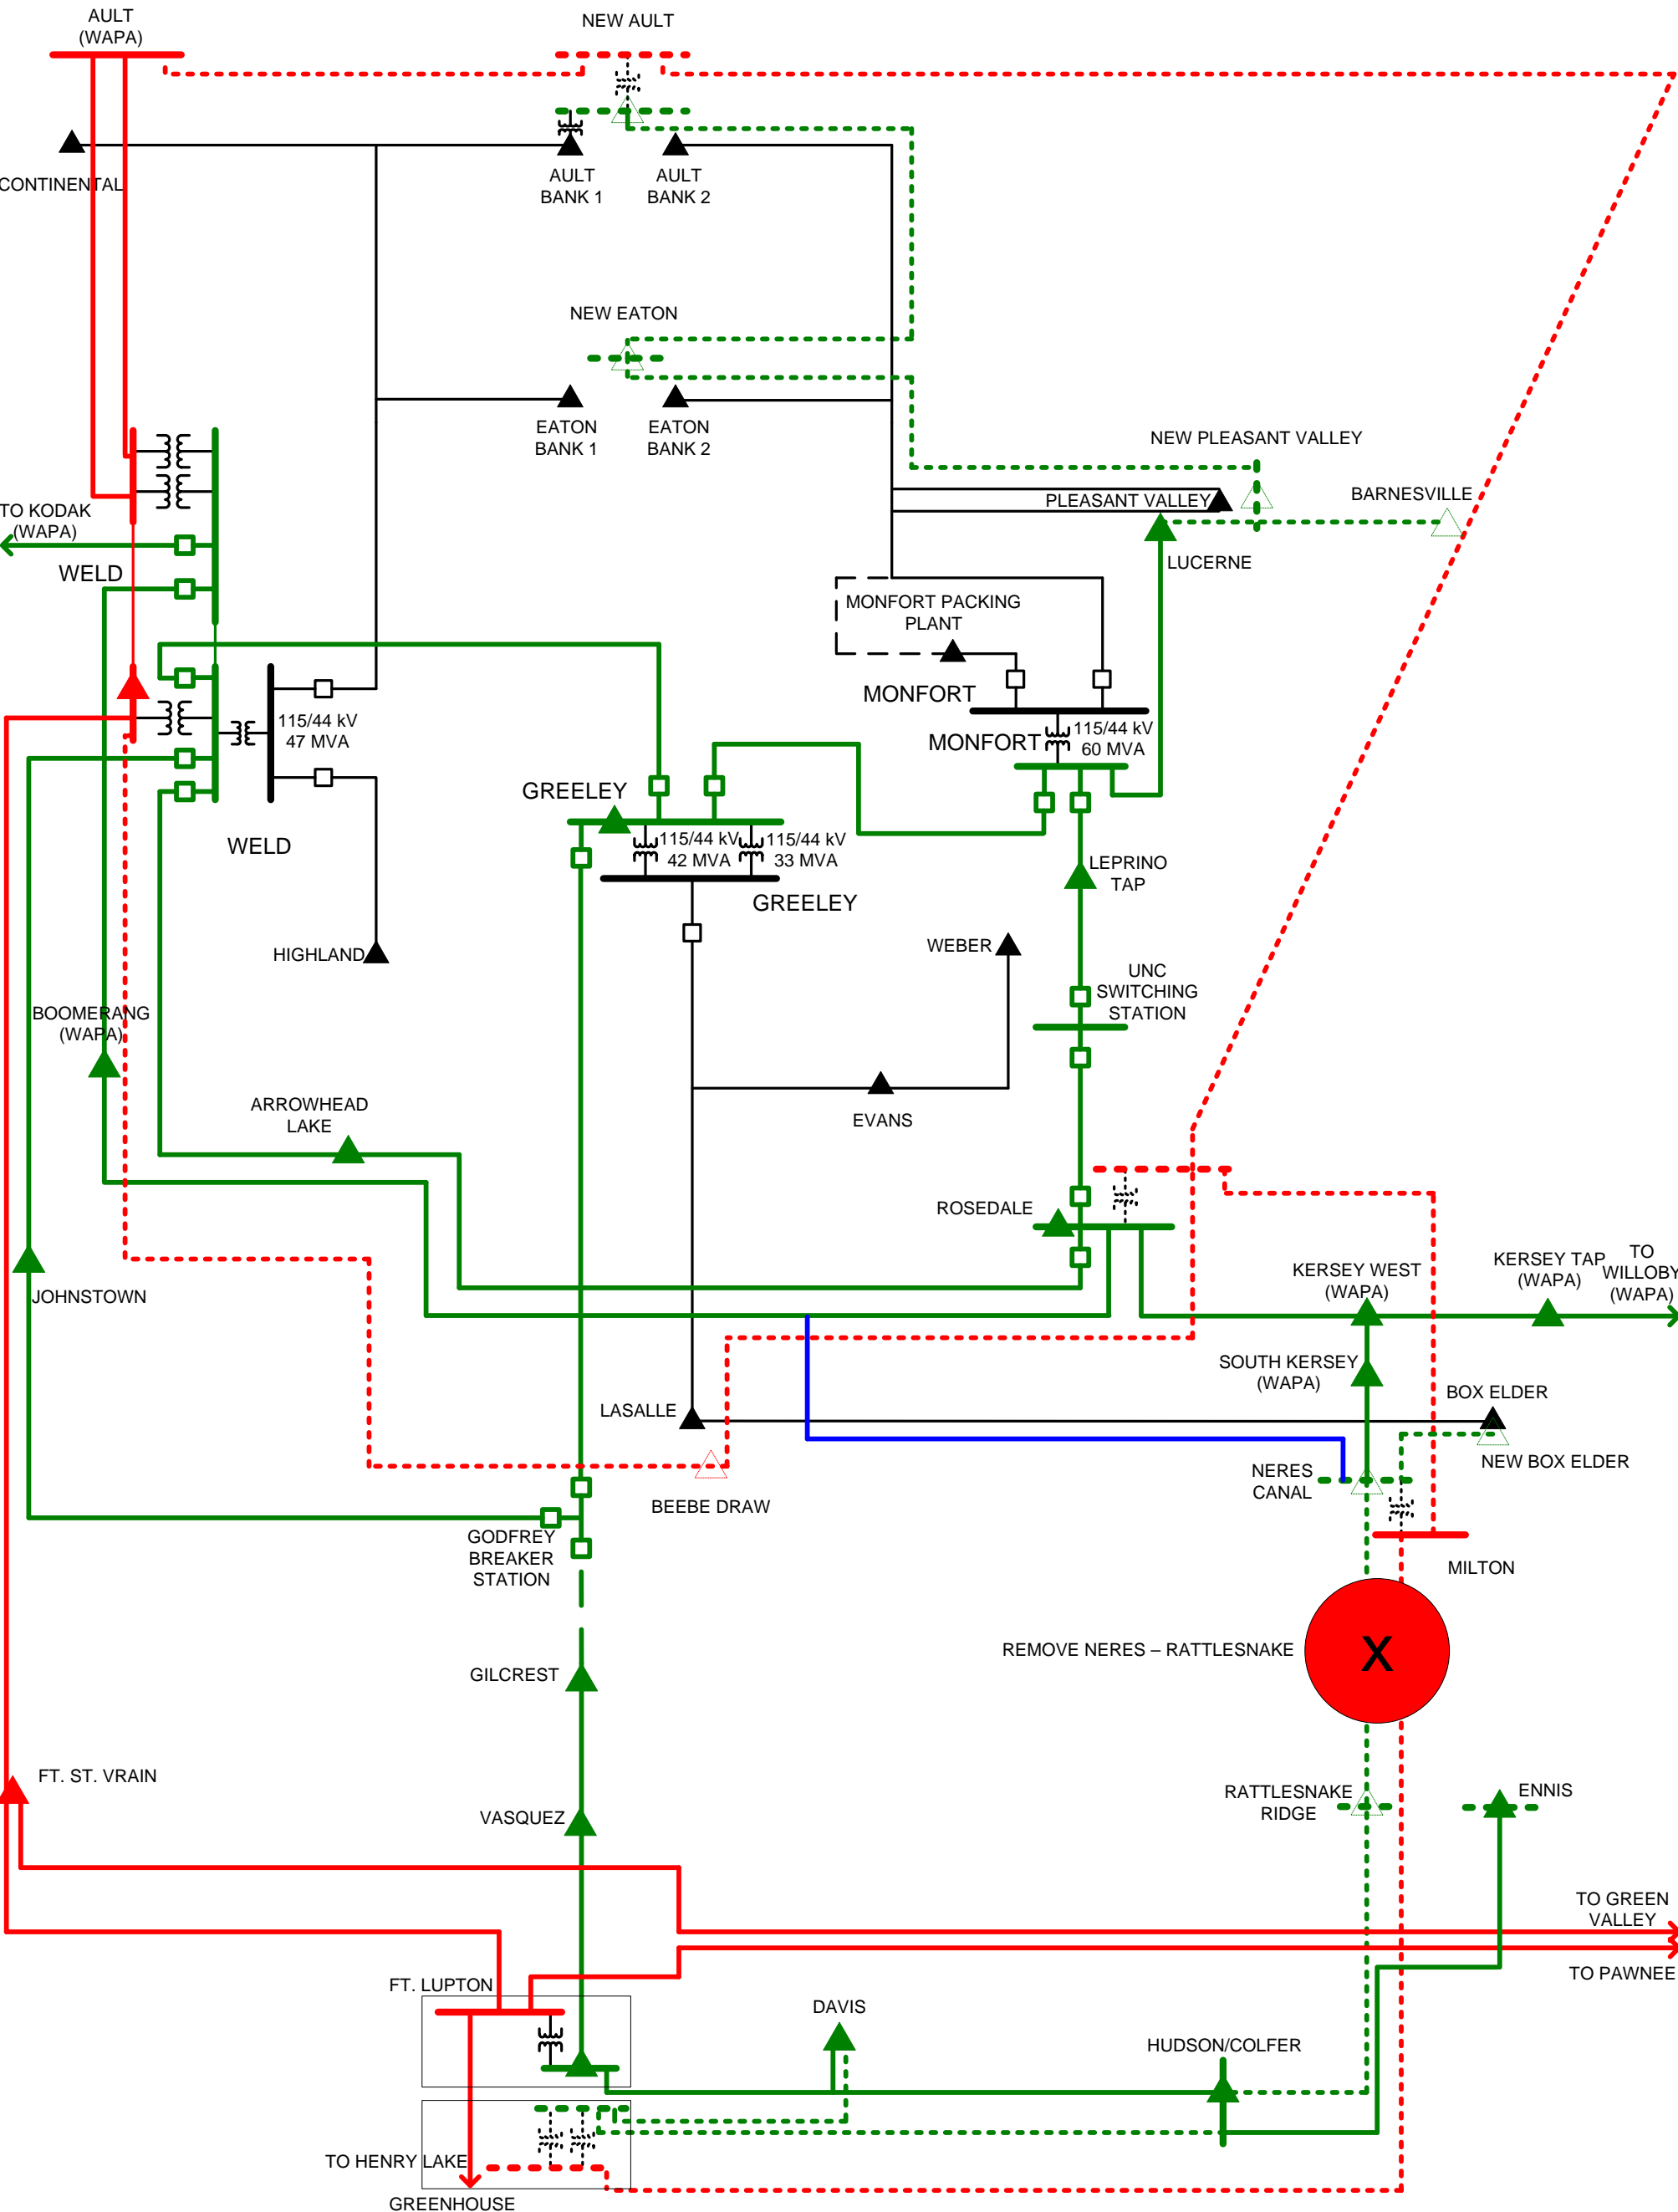 AULT
(WAPA)
NEW AULT
CONTINENTAL
AULT
BANK 1
AULT
BANK 2
NEW EATON
EATON
BANK 1
EATON
BANK 2
NEW PLEASANT VALLEY
PLEASANT VALLEY
BARNESVILLE
TO KODAK
(WAPA)
WELD
LUCERNE
MONFORT PACKING
PLANT
MONFORT
115/44 kV
47 MVA
MONFORT
115/44 kV
60 MVA
GREELEY
WELD
115/44 kV
42 MVA
115/44 kV
33 MVA
GREELEY
LEPRINO
TAP
HIGHLAND
WEBER
UNC
SWITCHING
STATION
BOOMERANG
(WAPA)
ARROWHEAD
LAKE
EVANS
ROSEDALE
JOHNSTOWN
KERSEY WEST
(WAPA)
KERSEY TAP
(WAPA)
TO
WILLOBY
(WAPA)
SOUTH KERSEY
(WAPA)
LASALLE
BOX ELDER
NEW BOX ELDER
NERES
CANAL
BEEBE DRAW
GODFREY
BREAKER
STATION
MILTON
REMOVE NERES – RATTLESNAKE
X
GILCREST
FT. ST. VRAIN
VASQUEZ
RATTLESNAKE
RIDGE
ENNIS
TO GREEN
VALLEY
TO PAWNEE
FT. LUPTON
DAVIS
HUDSON/COLFER
TO HENRY LAKE
GREENHOUSE